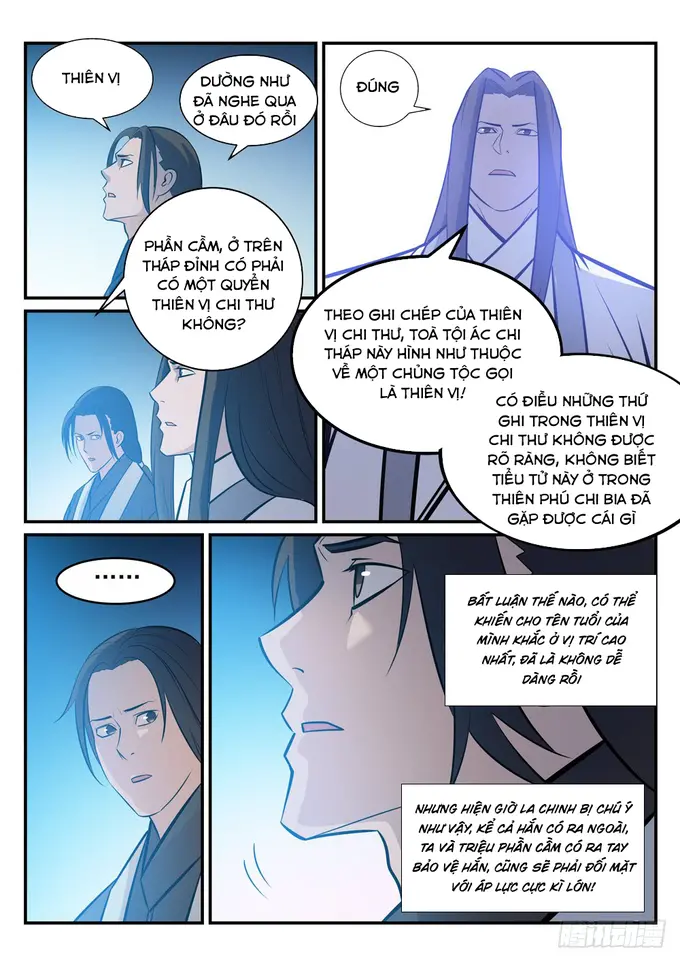 THIÊN VỊ
DƯỜNG NHƯ
ĐÃ NGHE QUA
Ở ĐÂU ĐÓ RỒI
ĐÚNG
PHẦN CẦM, Ở TRÊN
THÁP ĐỈNH CÓ PHẢI
CÓ MỘT QUYỂN
THIÊN VỊ CHI THƯ
KHÔNG?
THEO GHI CHÉP CỦA THIÊN
VỊ CHI THƯ, TOÀ TỘI ÁC CHI
THÁP NÀY HÌNH NHƯ THUỘC
VỀ MỘT CHỦNG TỘC GỌI
LÀ THIÊN VỊ!
CÓ ĐIỀU NHỮNG THỨ
GHI TRONG THIÊN VỊ
CHI THƯ KHÔNG ĐƯỢC
RÕ RÀNG, KHÔNG BIẾT
TIỂU TỬ NÀY Ở TRONG
THIÊN PHÚ CHI BIA ĐÃ
GẶP ĐƯỢC CÁI GÌ
......
BẤT LUẬN THẾ NÀO, CÓ THỂ
KHIẾN CHO TÊN TUỔI CỦA
MÌNH KHẮC Ở VỊ TRÍ CAO
NHẤT, ĐÃ LÀ KHÔNG DỄ
DÀNG RỒI!
NHƯNG HIỆN GIỜ LA CHINH BỊ CHÚ Ý
NHƯ VẬY, KỂ CẢ HẮN CÓ RA NGOÀI,
TA VÀ TRIỆU PHẦN CẦM CÓ RA TAY
BẢO VỆ HẮN, CŨNG SẼ PHẢI ĐỐI MẶT
VỚI ÁP LỰC CỰC KÌ LỚN!
腾讯动漫